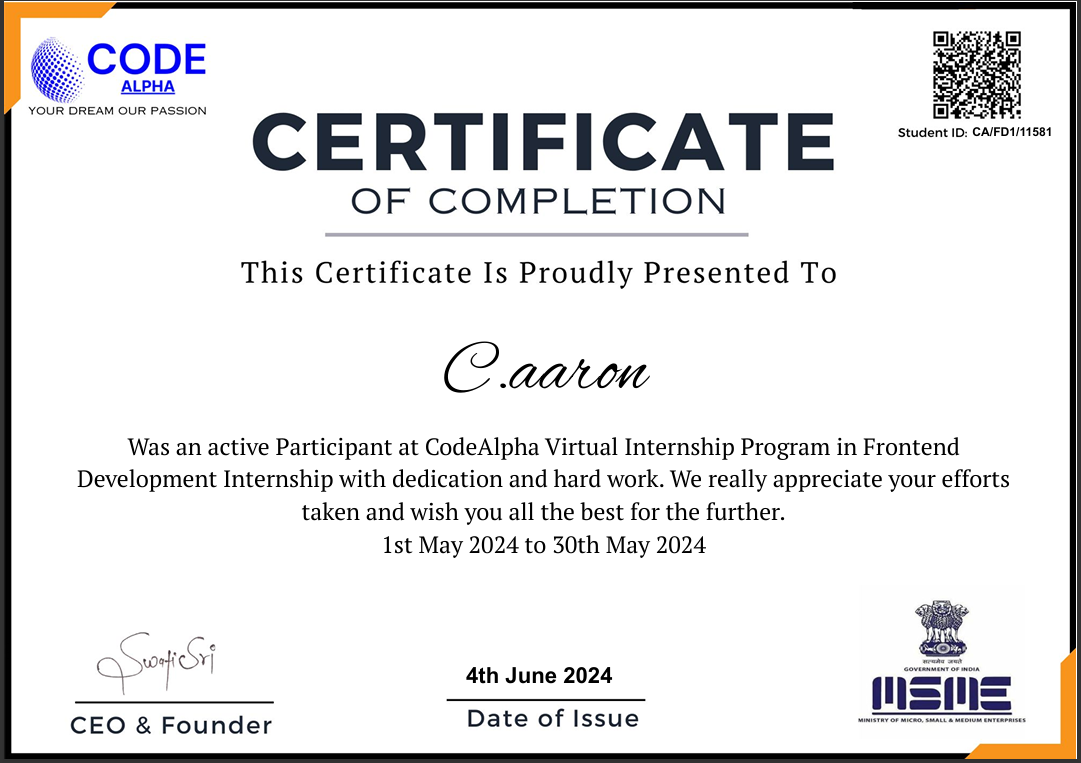 CODE
ALPHA
YOUR DREAM OUR PASSION
Student ID: CA/FD1/11581
CERTIFICATE
OF COMPLETION
This Certificate Is Proudly Presented To
C.aaron
Was an active Participant at CodeAlpha Virtual Internship Program in Frontend
Development Internship with dedication and hard work. We really appreciate your efforts
taken and wish you all the best for the further.
1st May 2024 to 30th May 2024
SwatiSri
CEO & Founder
4th June 2024
Date of Issue
सत्यमेव जयते
GOVERNMENT OF INDIA
MSME
MINISTRY OF MICRO, SMALL & MEDIUM ENTERPRISES